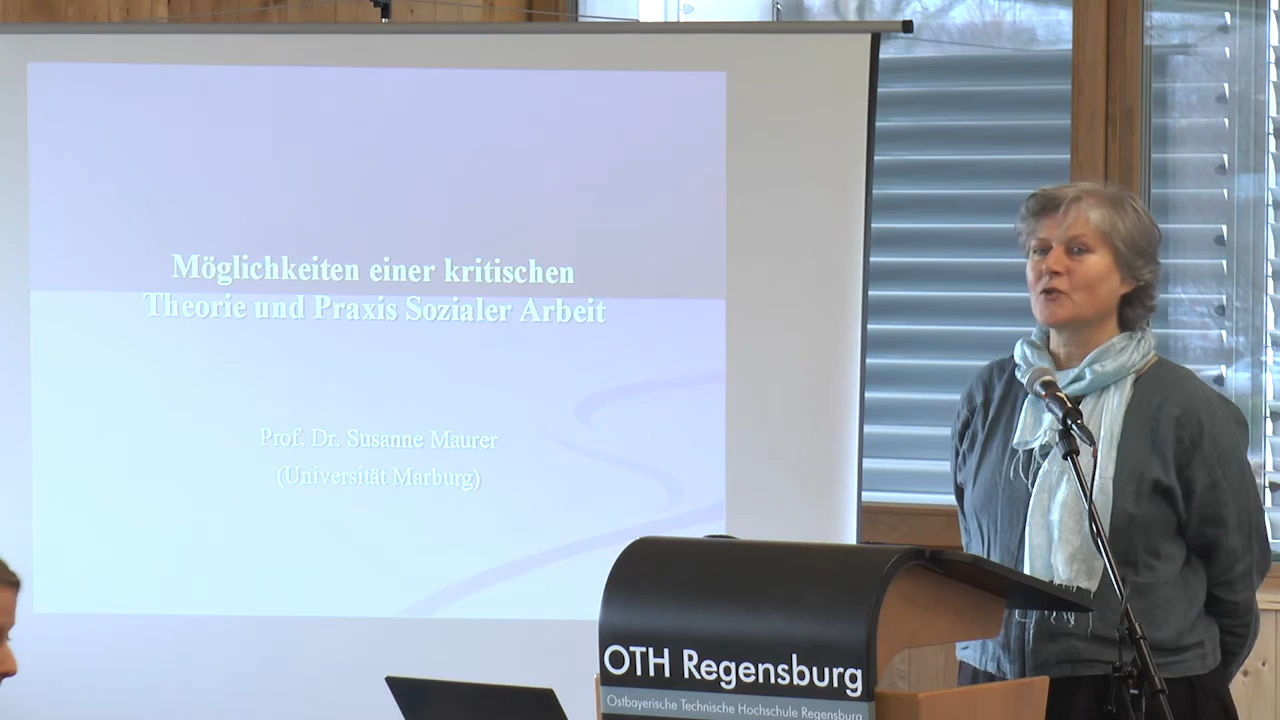 Möglichkeiten einer kritischen
Theorie und Praxis Sozialer Arbeit
Prof. Dr. Susanne Maurer
(Universität Marburg)
OTH Regensburg
Ostbayerische Technische Hochschule Regensburg